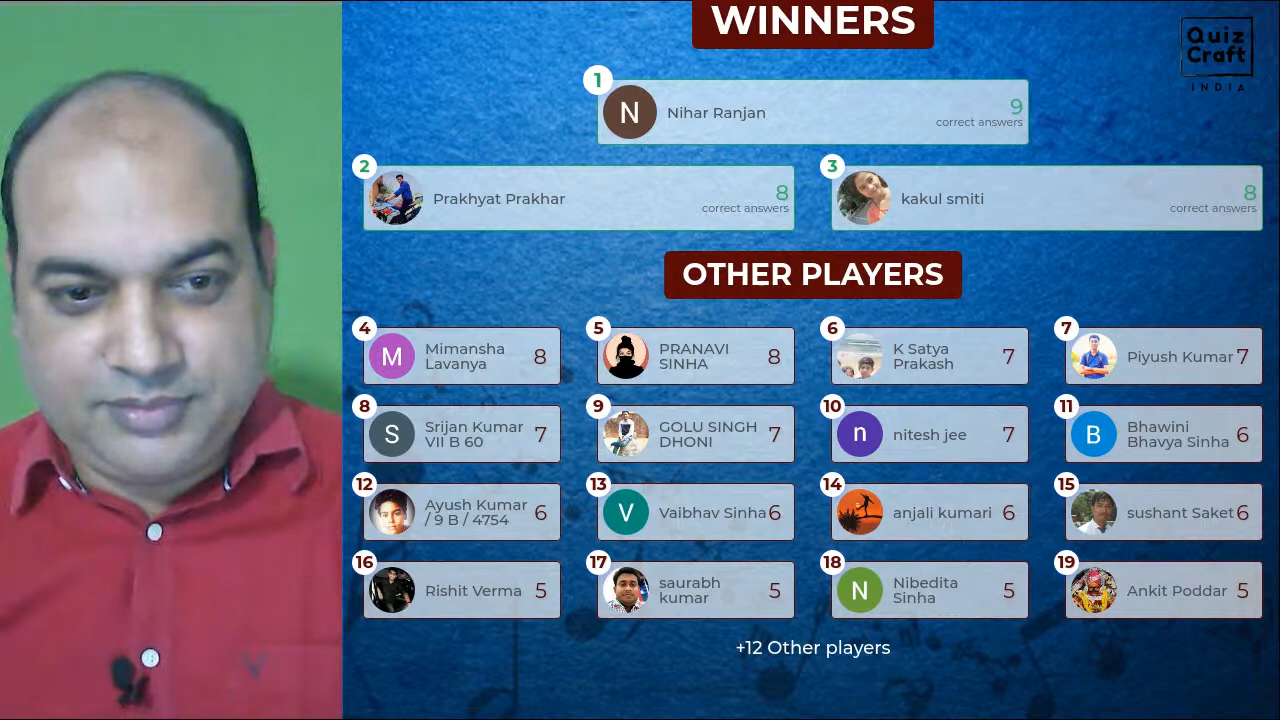 WINNERS
Quiz
Craft
INDIA
1
N
Nihar Ranjan
9
correct answers
2
Prakhyat Prakhar
8
correct answers
3
kakul smiti
8
correct answers
OTHER PLAYERS
4
M
Mimansha
Lavanya
8
5
PRANAVI
SINHA
8
6
K Satya
Prakash
7
7
Piyush Kumar
7
8
S
Srijan Kumar
VII B 60
7
9
GOLU SINGH
DHONI
7
10
n
nitesh jee
7
11
B
Bhawini
Bhavya Sinha
6
12
Ayush Kumar
/ 9 B / 4754
6
13
V
Vaibhav Sinha
6
14
anjali kumari
6
15
sushant Saket
6
16
Rishit Verma
5
17
saurabh
kumar
5
18
N
Nibedita
Sinha
5
19
Ankit Poddar
5
+12 Other players